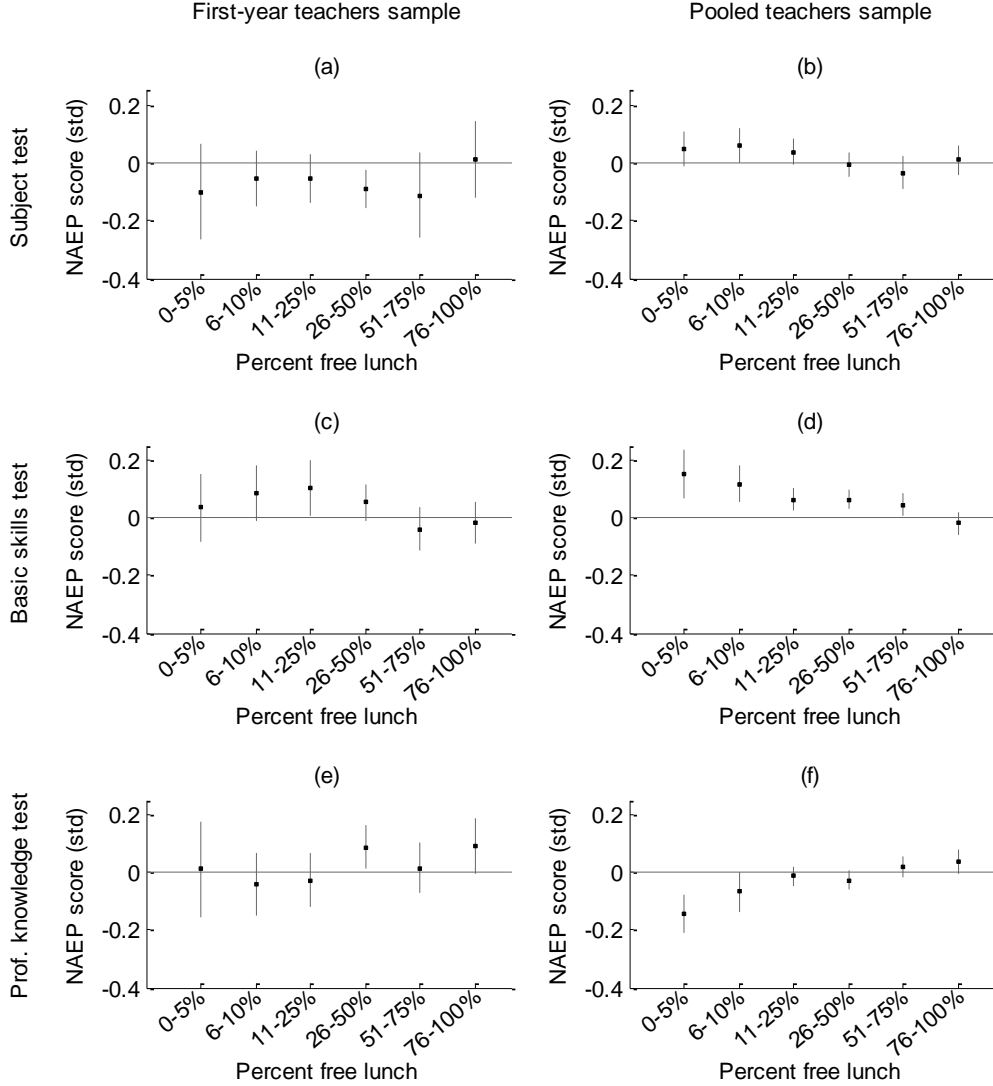 First-year teachers sample
Pooled teachers sample
(a)
(b)
Subject test
NAEP score (std)
0.2
0
-0.2
-0.4
0-5%
6-10%
11-25%
26-50%
51-75%
76-100%
Percent free lunch
NAEP score (std)
0.2
0
-0.2
-0.4
0-5%
6-10%
11-25%
26-50%
51-75%
76-100%
Percent free lunch
(c)
(d)
Basic skills test
NAEP score (std)
0.2
0
-0.2
-0.4
0-5%
6-10%
11-25%
26-50%
51-75%
76-100%
Percent free lunch
NAEP score (std)
0.2
0
-0.2
-0.4
0-5%
6-10%
11-25%
26-50%
51-75%
76-100%
Percent free lunch
(e)
(f)
Prof. knowledge test
NAEP score (std)
0.2
0
-0.2
-0.4
0-5%
6-10%
11-25%
26-50%
51-75%
76-100%
Percent free lunch
NAEP score (std)
0.2
0
-0.2
-0.4
0-5%
6-10%
11-25%
26-50%
51-75%
76-100%
Percent free lunch